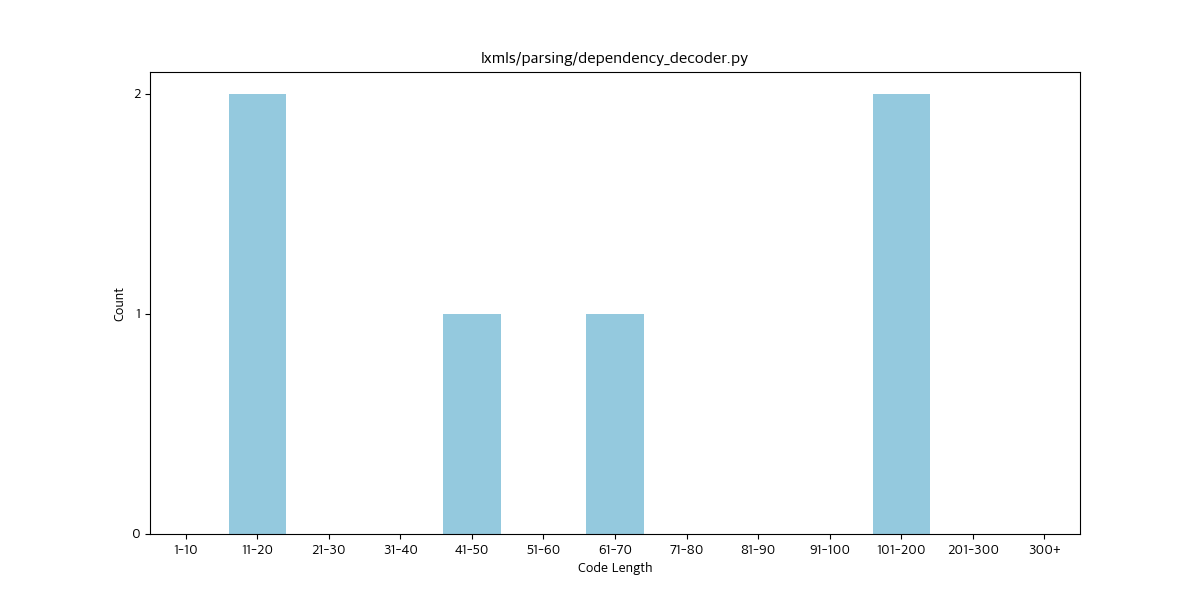 lxmls/parsing/dependency_decoder.py
2
1
0
Count
1-10 11-20 21-30 31-40 41-50 51-60 61-70 71-80 81-90 91-100 101-200 201-300 300+
Code Length